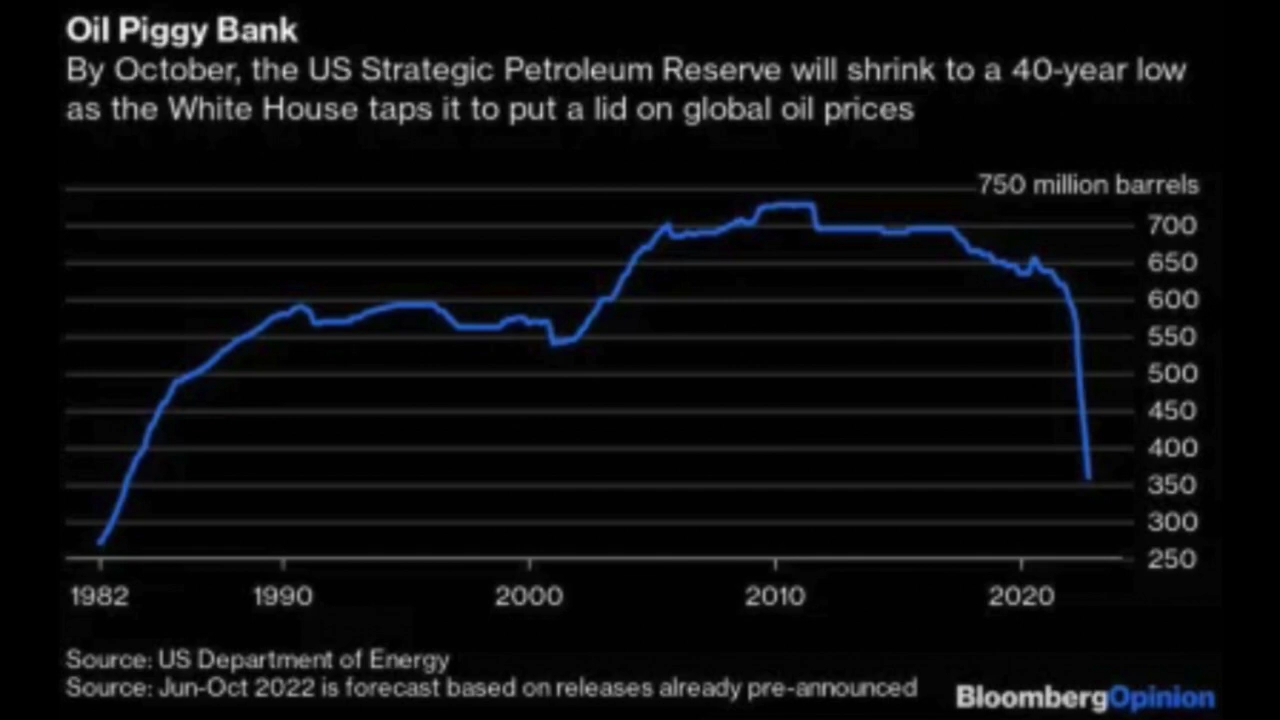 Oil Piggy Bank
By October, the US Strategic Petroleum Reserve will shrink to a 40-year low
as the White House taps it to put a lid on global oil prices
750 million barrels
700
650
600
550
500
450
400
350
300
250
1982 1990 2000 2010 2020
Source: US Department of Energy
Source: Jun-Oct 2022 is forecast based on releases already pre-announced
BloombergOpinion